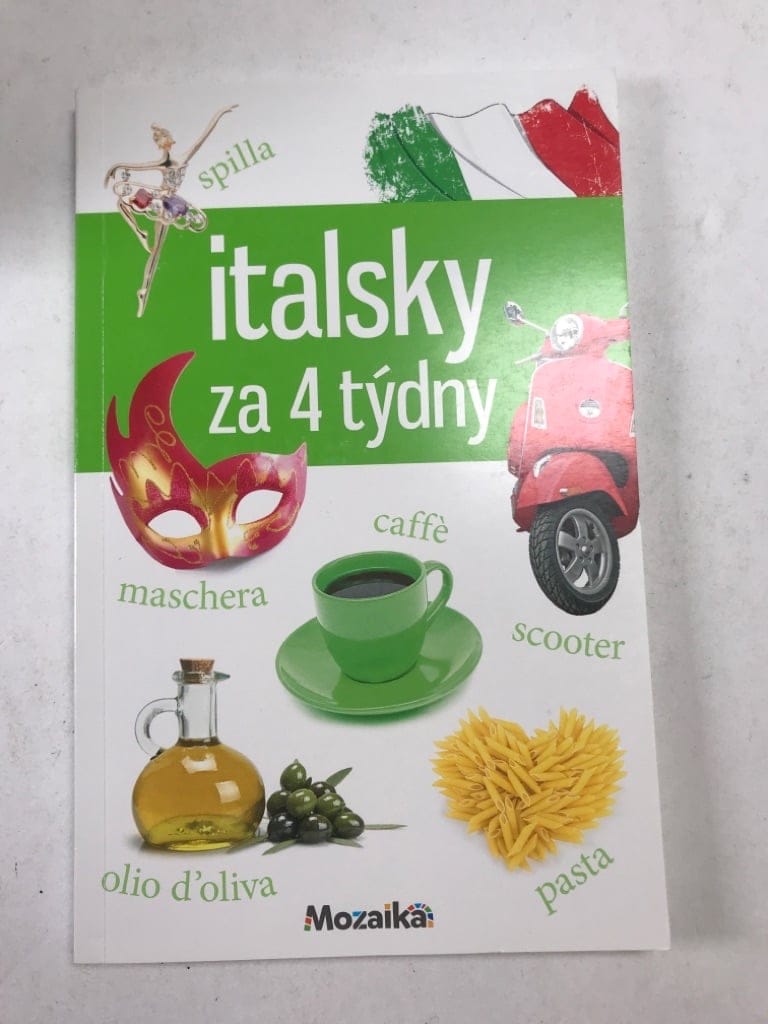 spilla
italsky
za 4 týdny
caffè
maschera
scooter
olio d'oliva
pasta
Mozaika